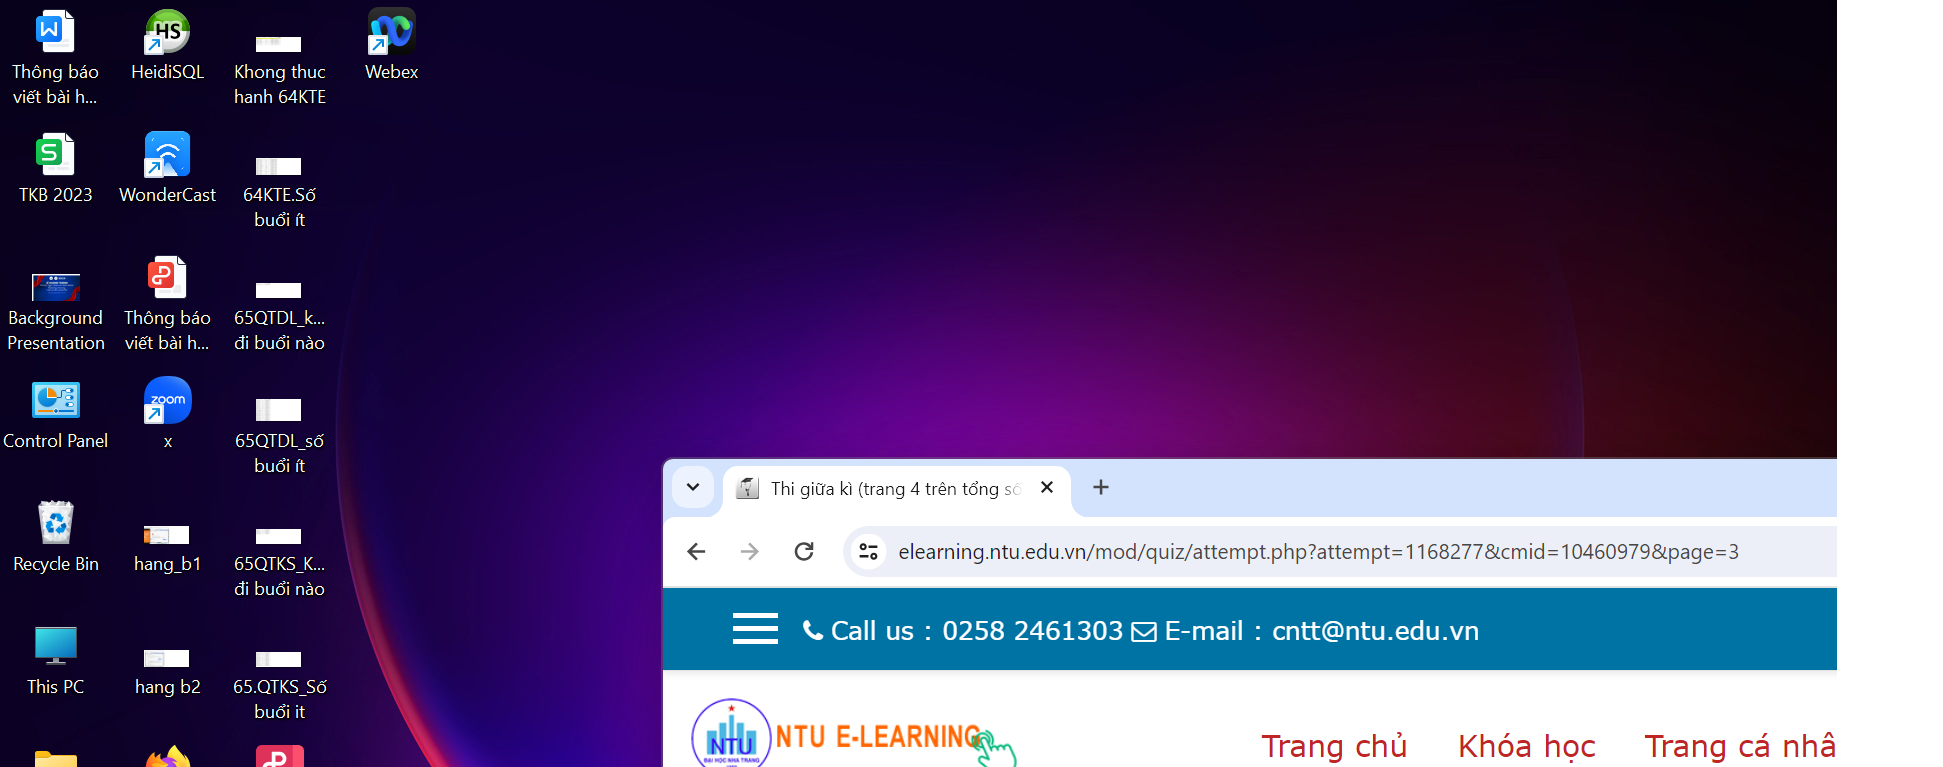 Thông báo
viết bài h...
HeidiSQL
Khong thuc
hanh 64KTE
Webex
TKB 2023
WonderCast
64KTE.Số
buổi ít
Background
Presentation
Thông báo
viết bài h...
65QTDL_k...
đi buổi nào
Control Panel
zoom
x
65QTDL_số
buổi ít
Recycle Bin
hang_b1
65QTKS_K...
đi buổi nào
This PC
hang b2
65.QTKS_Số
buổi it
Thi giữa kì (trang 4 trên tổng số
elearning.ntu.edu.vn/mod/quiz/attempt.php?attempt=1168277&cmid=10460979&page=3
Call us : 0258 2461303 E-mail : cntt@ntu.edu.vn
NTU
ĐẠI HỌC NHA TRANG
NTU E-LEARNING
Trang chủ Khóa học Trang cá nhâ